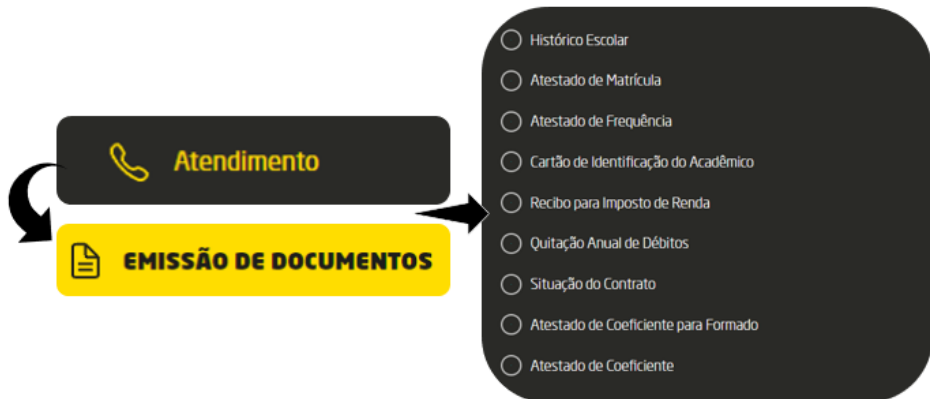 Atendimento
EMISSÃO DE DOCUMENTOS
Histórico Escolar
Atestado de Matrícula
Atestado de Frequência
Cartão de Identificação do Acadêmico
Recibo para Imposto de Renda
Quitação Anual de Débitos
Situação do Contrato
Atestado de Coeficiente para Formado
Atestado de Coeficiente